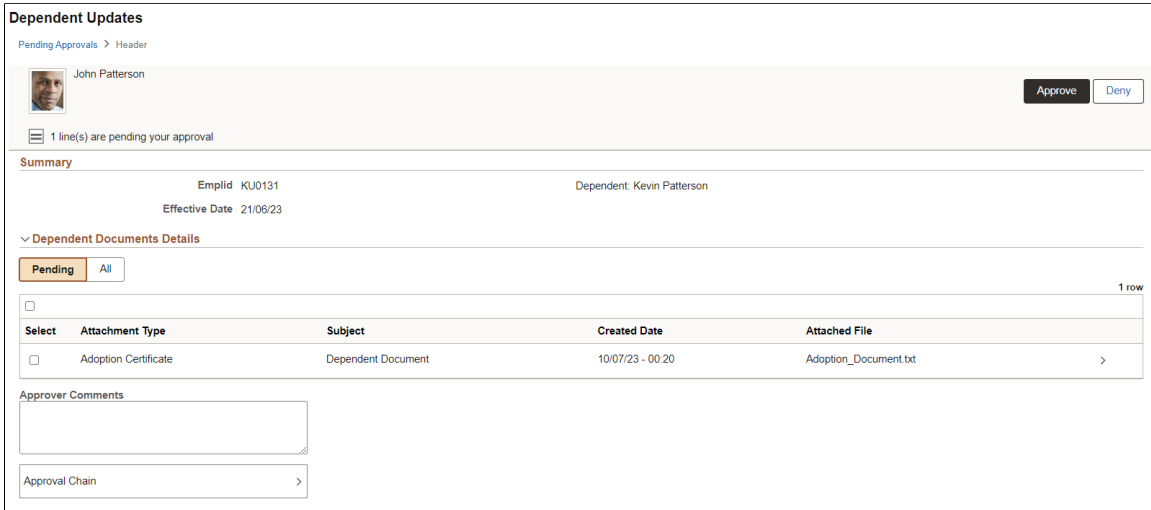 Dependent Updates
Pending Approvals > Header
John Patterson
Approve Deny
1 line(s) are pending your approval
Summary
Emplid KU0131 Dependent: Kevin Patterson
Effective Date 21/06/23
Dependent Documents Details
Pending All
1 row
Select Attachment Type Subject Created Date Attached File
Adoption Certificate Dependent Document 10/07/23 - 00:20 Adoption_Document.txt
Approver Comments
Approval Chain